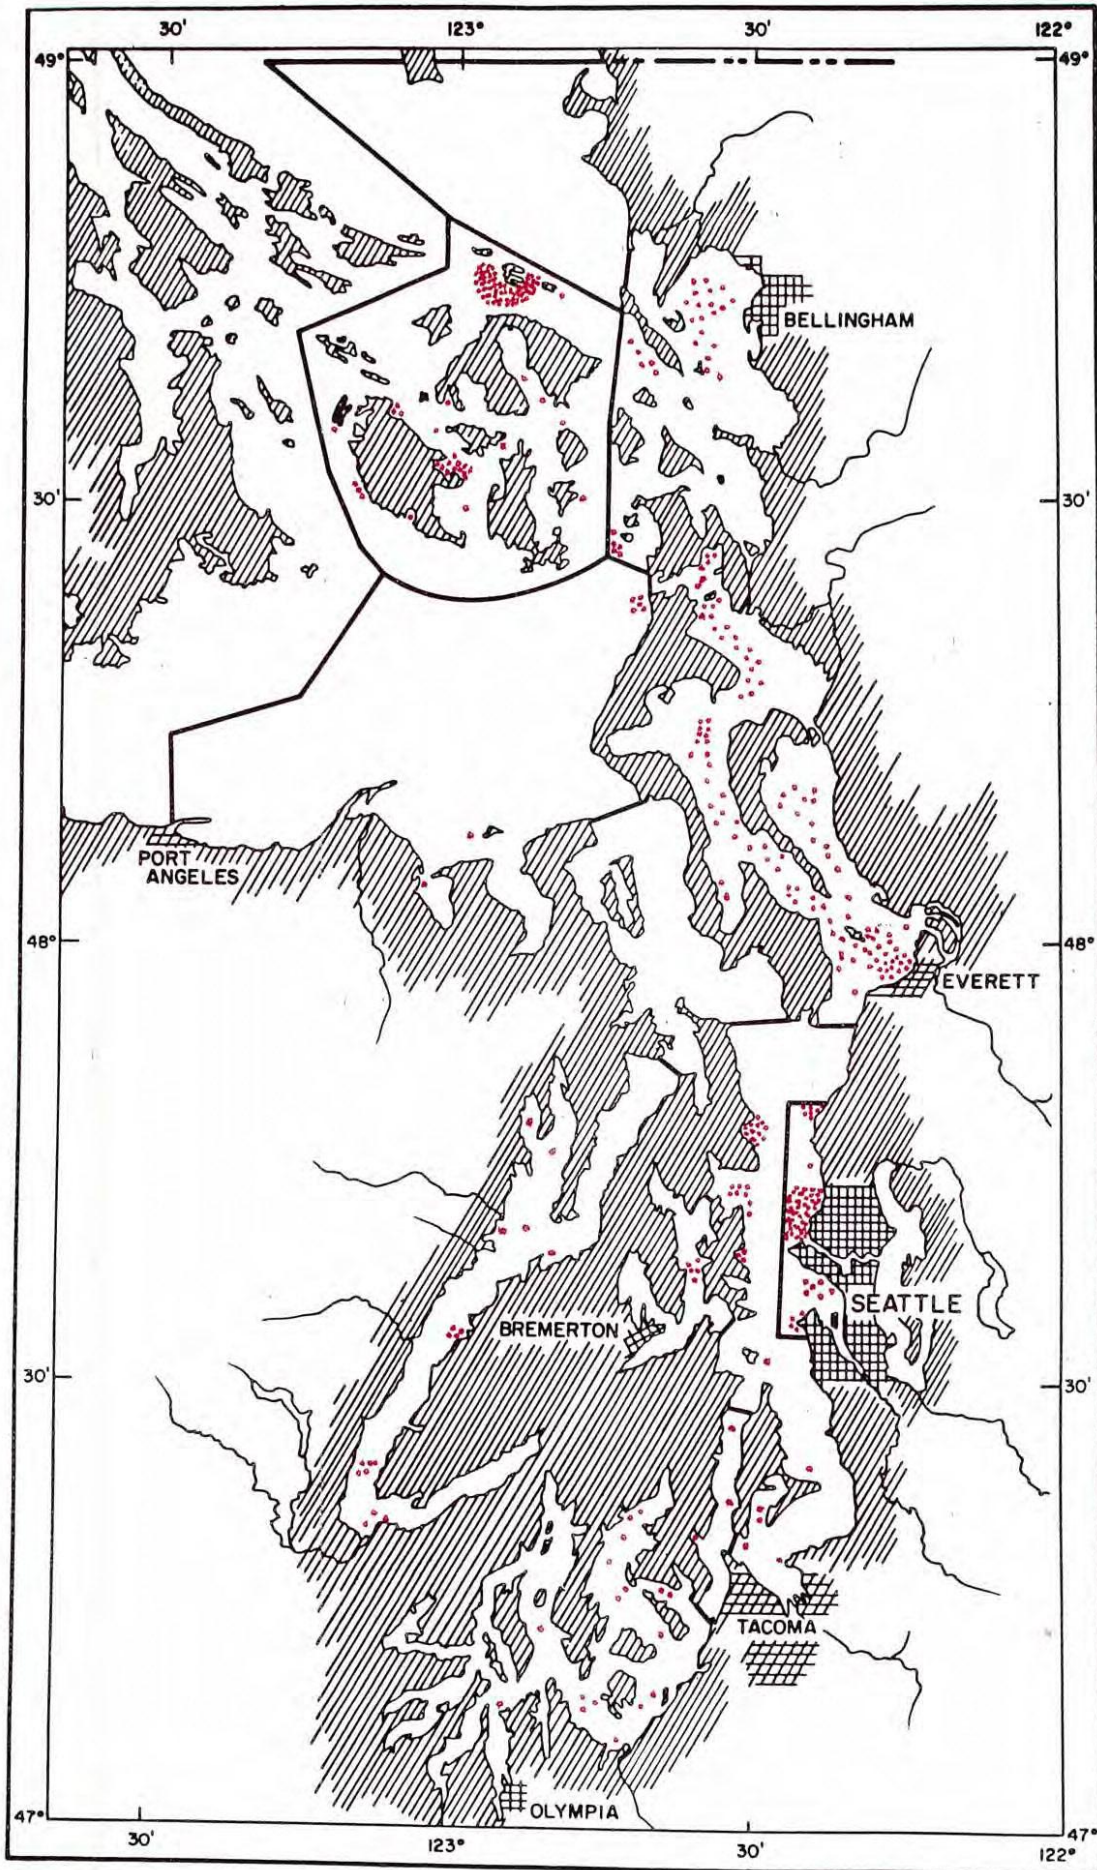 30'
123°
30'
122°
49°
49°
BELLINGHAM
30'
30'
PORT
ANGELES
48°
48°
EVERETT
SEATTLE
BREMERTON
30'
30'
TACOMA
OLYMPIA
47°
47°
30'
123°
30'
122°